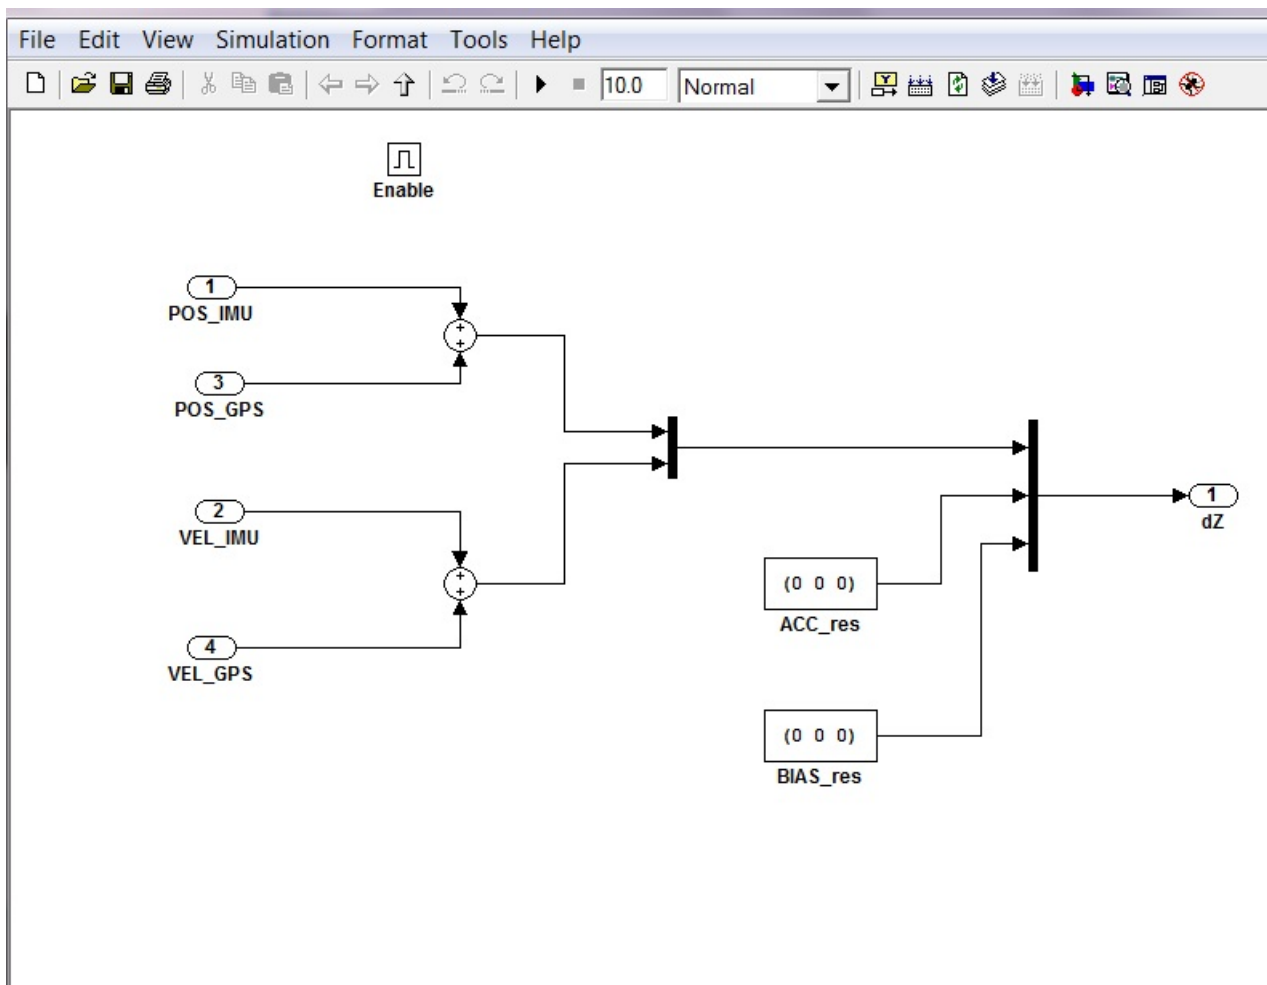 File Edit View Simulation Format Tools Help
10.0 Normal
Enable
1
POS_IMU
+
+
3
POS_GPS
2
VEL_IMU
+
+
4
VEL_GPS
(0 0 0)
ACC_res
(0 0 0)
BIAS_res
1
dZ